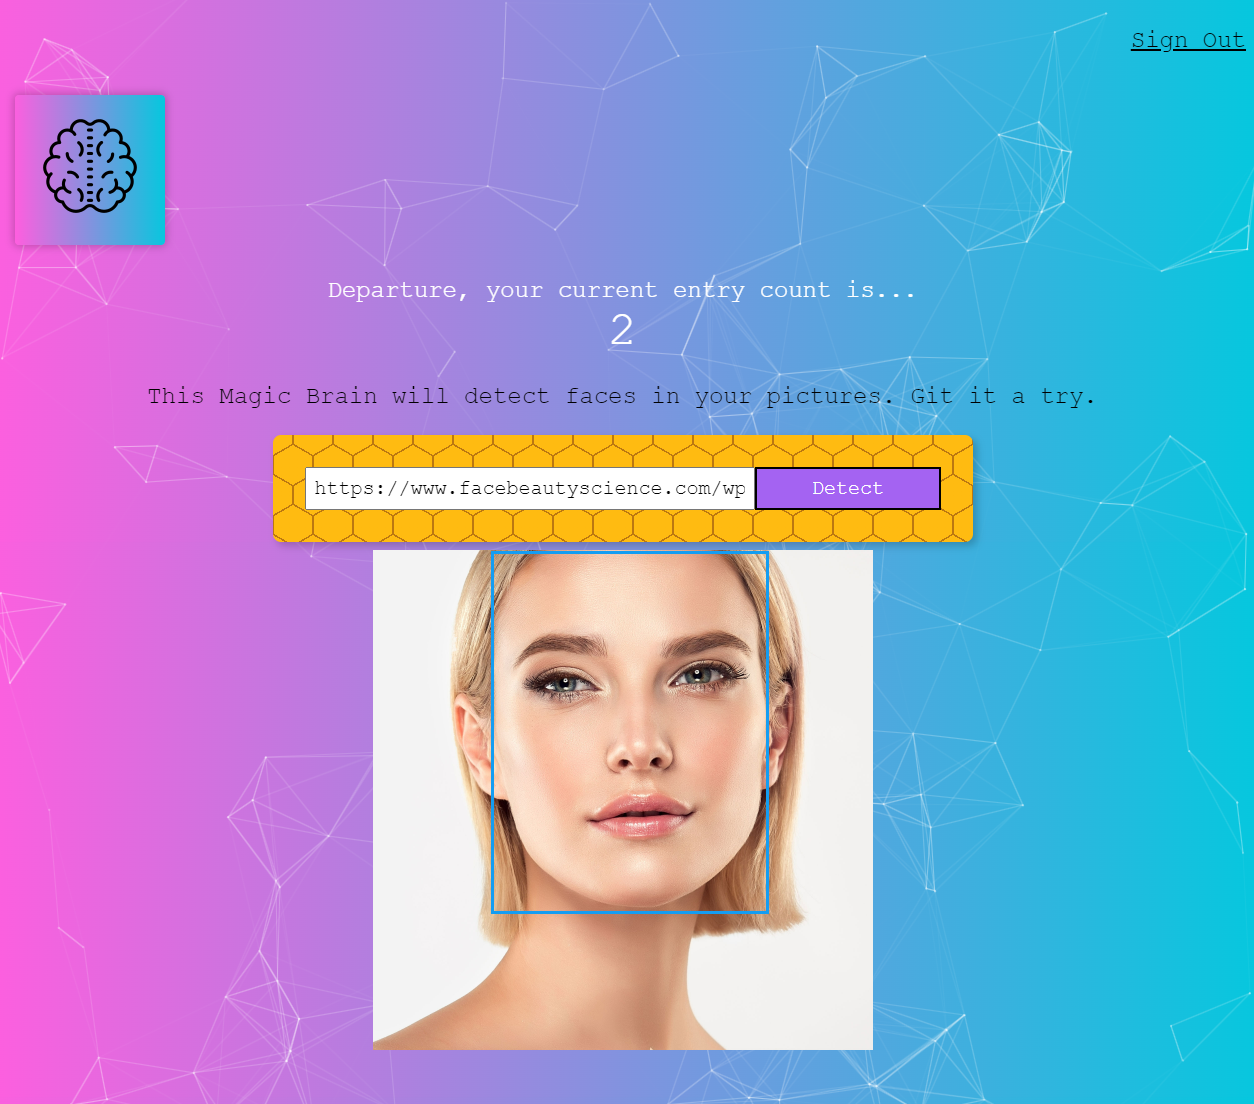 Sign Out
Departure, your current entry count is...
2
This Magic Brain will detect faces in your pictures. Git it a try.
https://www.facebeautyscience.com/wp
Detect